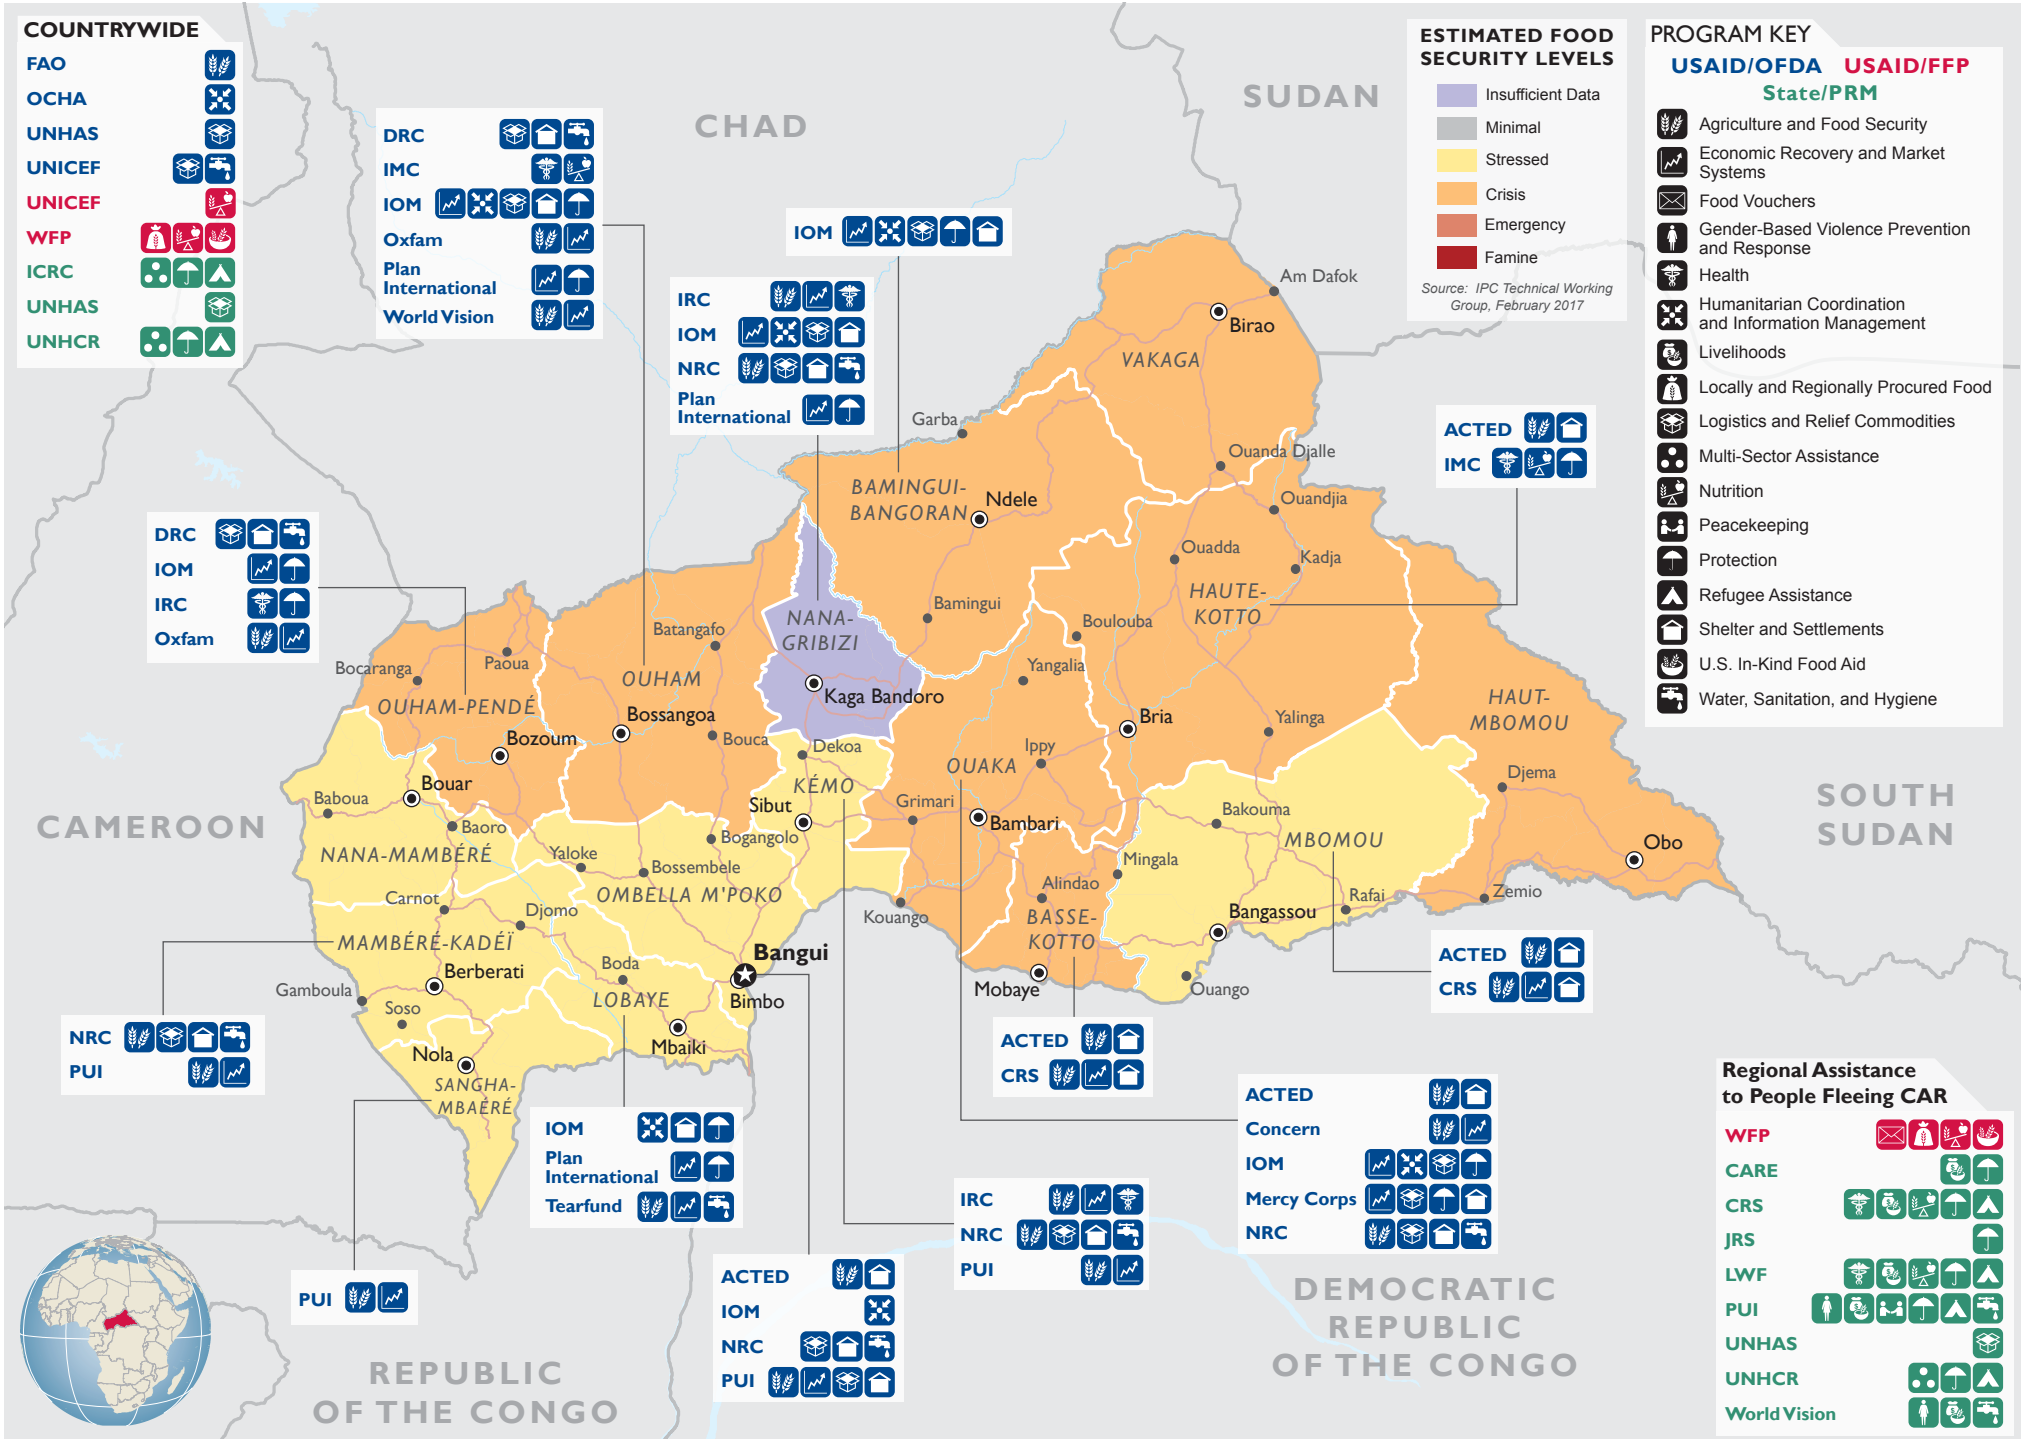 COUNTRYWIDE
FAO
OCHA
UNHAS
UNICEF
UNICEF
WFP
ICRC
UNHAS
UNHCR
DRC
IMC
IOM
Oxfam
Plan
International
World Vision
CHAD
SUDAN
IOM
IRC
IOM
NRC
Plan
International
ESTIMATED FOOD
SECURITY LEVELS
Insufficient Data
Minimal
Stressed
Crisis
Emergency
Famine
Source: IPC Technical Working
Group, February 2017
PROGRAM KEY
USAID/OFDA USAID/FFP
State/PRM
Agriculture and Food Security
Economic Recovery and Market
Systems
Food Vouchers
Gender-Based Violence Prevention
and Response
Health
Humanitarian Coordination
and Information Management
Livelihoods
Locally and Regionally Procured Food
Logistics and Relief Commodities
Multi-Sector Assistance
Nutrition
Peacekeeping
Protection
Refugee Assistance
Shelter and Settlements
U.S. In-Kind Food Aid
Water, Sanitation, and Hygiene
Am Dafok
Birao
VAKAGA
Garba
Ouanda Djalle
ACTED
IMC
BAMINGUI-
BANGORAN
Ndele
Ouandjia
DRC
IOM
IRC
Oxfam
Ouadda
Kadja
HAUTE-
KOTTO
NANA-
GRIBIZI
Bamingui
Boulouba
Batangafo
Bocaranga
Paoua
OUHAM
Yangalia
Kaga Bandoro
OUHAM-PENDÉ
HAUT-
MBOMOU
Bossangoa
Bria
Yalinga
Bozoum
Bouca
Dekoa
Ippy
OUAKA
Djema
Bouar
KÉMO
Baboua
Sibut
Grimari
Bakouma
SOUTH
SUDAN
CAMEROON
Baoro
Bogangolo
Bambari
MBOMOU
Obo
NANA-MAMBÉRÉ
Yaloke
Bossembele
Mingala
OMBELLA M'POKO
Alindao
Rafai
Zemio
Carnot
Djomo
Kouango
BASSE-
KOTTO
Bangassou
MAMBÉRÉ-KADÉÏ
Bangui
ACTED
CRS
Berberati
Boda
Gamboula
LOBAYE
Bimbo
Mobaye
Ouango
Soso
NRC
PUI
Nola
Mbaiki
ACTED
CRS
SANGHA-
MBAÉRÉ
IOM
Plan
International
Tearfund
ACTED
Concern
IOM
Mercy Corps
NRC
IRC
NRC
PUI
PUI
ACTED
IOM
NRC
PUI
REPUBLIC
OF THE CONGO
DEMOCRATIC
REPUBLIC
OF THE CONGO
Regional Assistance
to People Fleeing CAR
WFP
CARE
CRS
JRS
LWF
PUI
UNHAS
UNHCR
World Vision